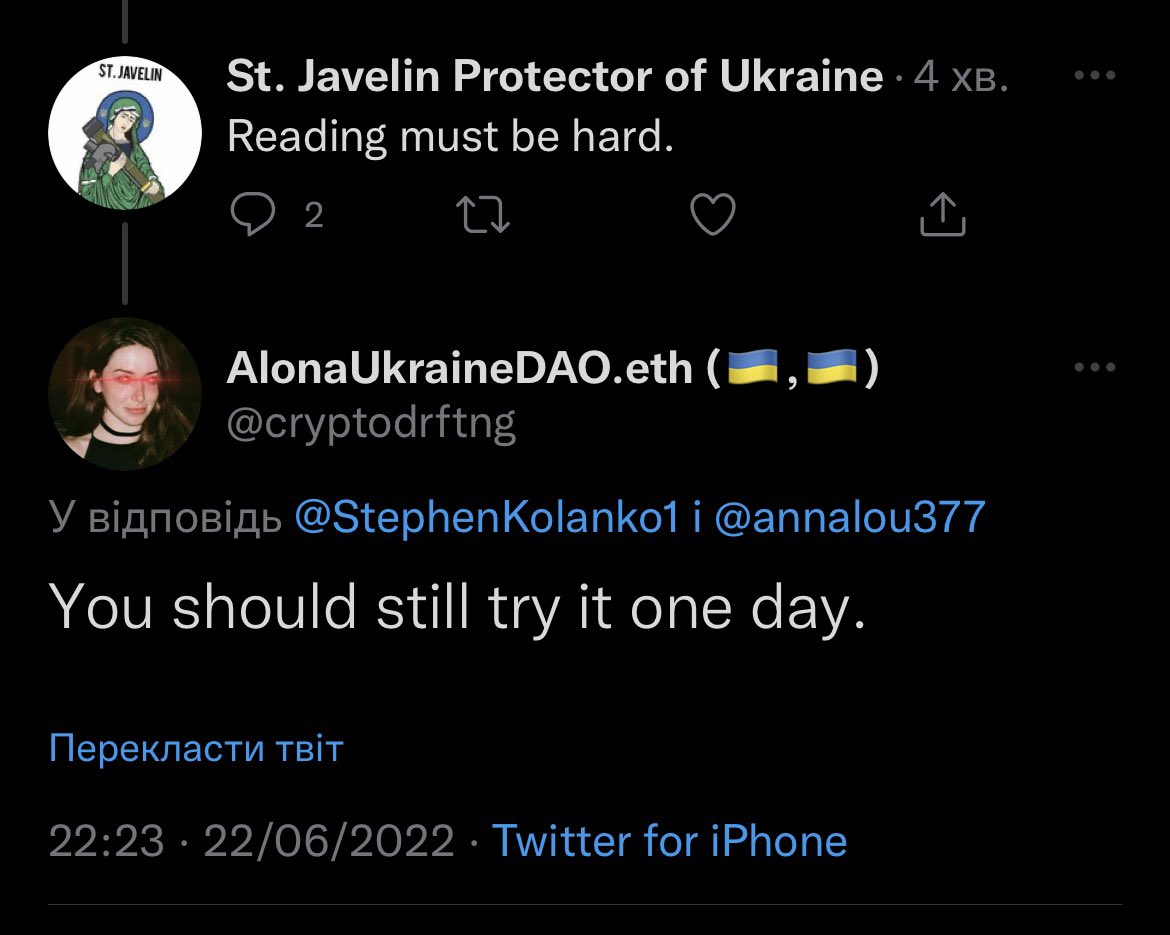 ST. JAVELIN
St. Javelin Protector of Ukraine · 4 хв.
Reading must be hard.
2
AlonaUkraineDAO.eth (🇺🇦,🇺🇦)
@cryptodrftng
У відповідь @StephenKolanko1 і @annalou377
You should still try it one day.
Перекласти твіт
22:23 · 22/06/2022 · Twitter for iPhone